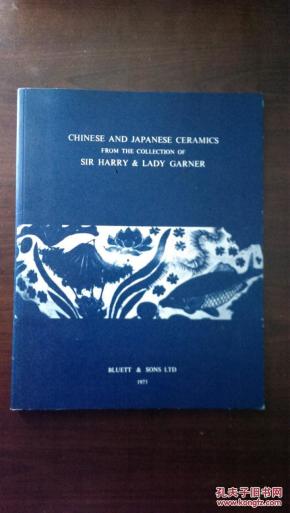 CHINESE AND JAPANESE CERAMICS
FROM THE COLLECTION OF
SIR HARRY & LADY GARNER
BLUETT & SONS LTD
1973
孔夫子旧书网